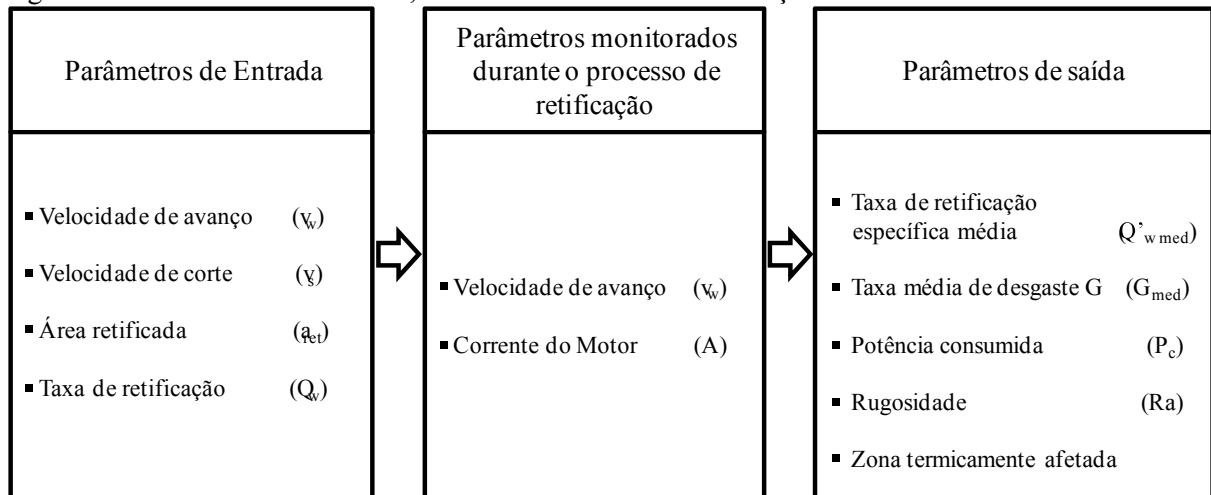 Parâmetros de Entrada
▪ Velocidade de avanço (vw)
▪ Velocidade de corte (vs)
▪ Área retificada (aret)
▪ Taxa de retificação (Qw)
Parâmetros monitorados
durante o processo de
retificação
▪ Velocidade de avanço (vw)
▪ Corrente do Motor (A)
Parâmetros de saída
▪ Taxa de retificação
específica média (Q’w med)
▪ Taxa média de desgaste G (Gmed)
▪ Potência consumida (Pc)
▪ Rugosidade (Ra)
▪ Zona termicamente afetada